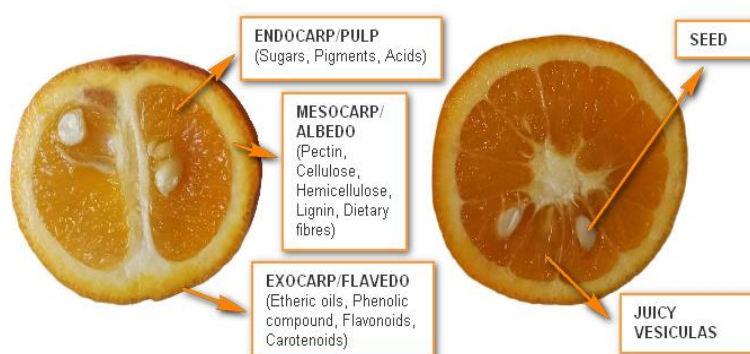 ENDOCARP/PULP
(Sugars, Pigments, Acids)
MESOCARP/
ALBEDO
(Pectin,
Cellulose,
Hemicellulose,
Lignin, Dietary
fibres)
EXOCARP/FLAVEDO
(Etheric oils, Phenolic
compound, Flavonoids,
Carotenoids)
SEED
JUICY
VESICULAS